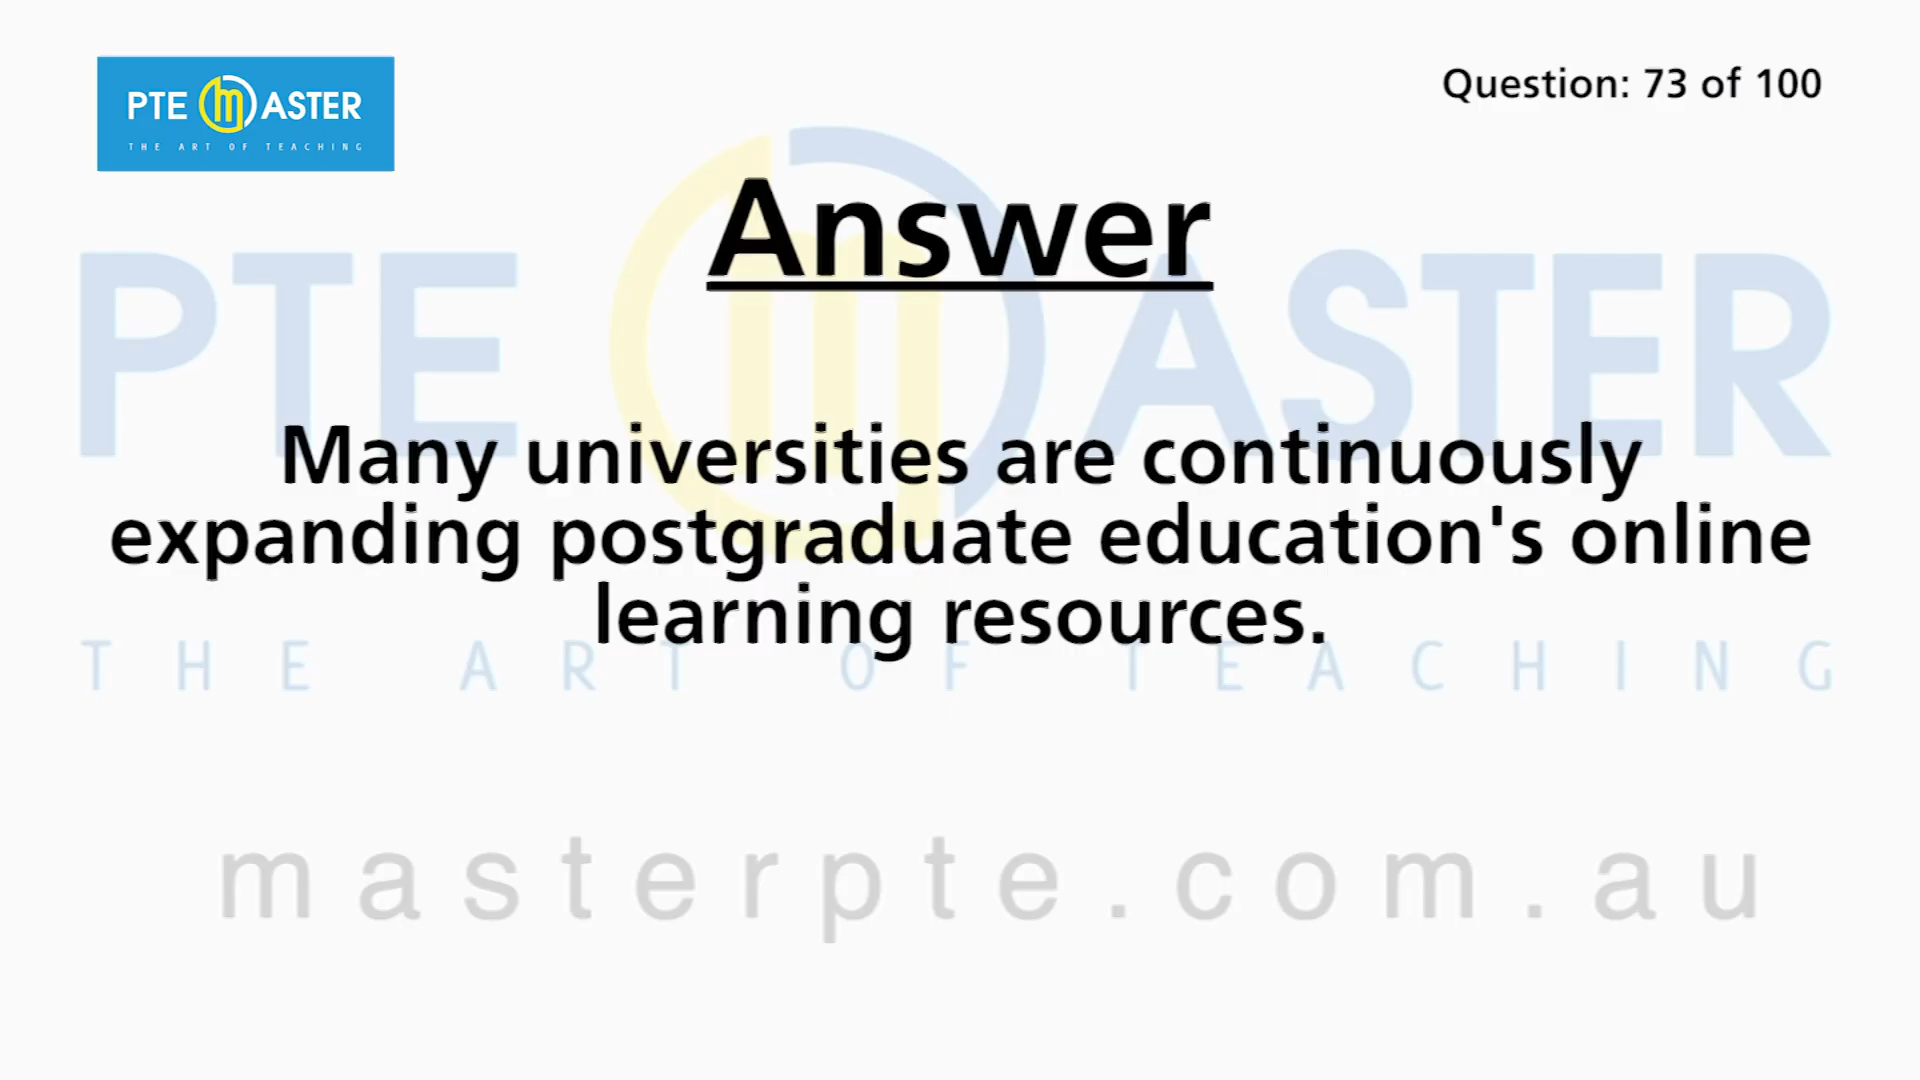 PTE MASTER
THE ART OF TEACHING
Question: 73 of 100
Answer
PTE MASTER
Many universities are continuously
expanding postgraduate education's online
learning resources.
THE ART OF TEACHING
masterpte.com.au